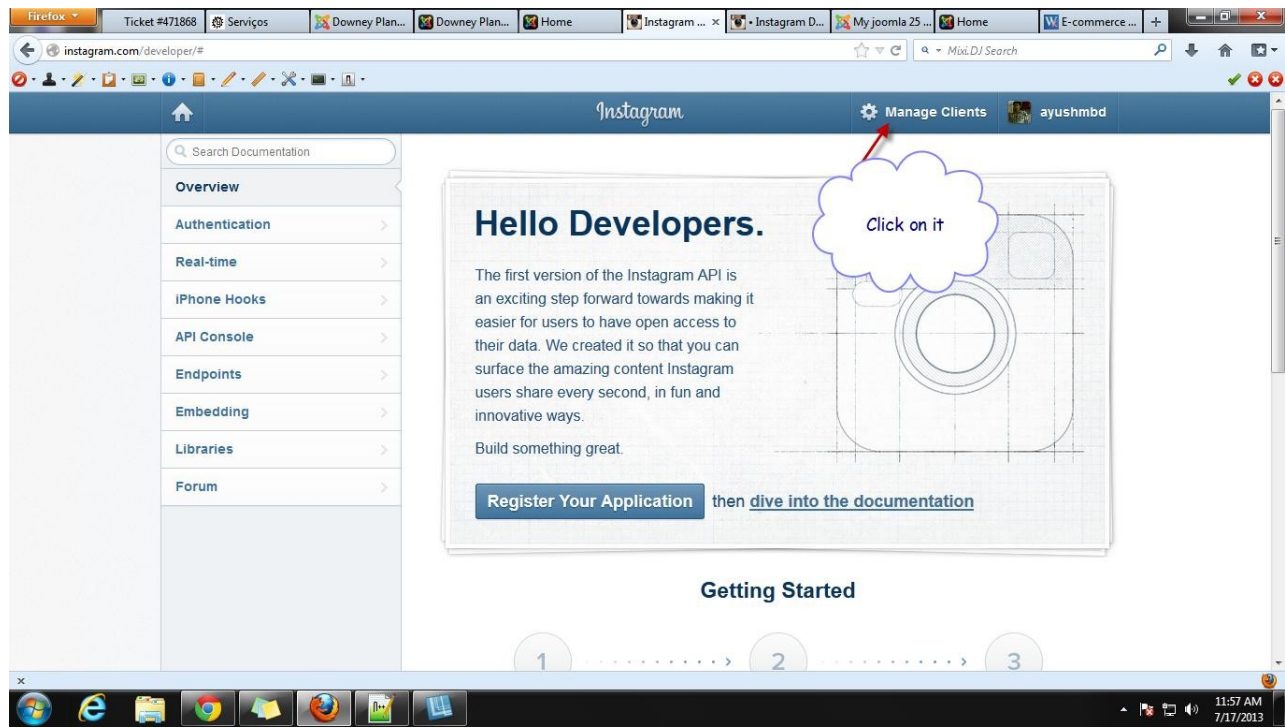 Firefox
Ticket #471868
Serviços
Downey Plan...
Downey Plan...
Home
Instagram ... ×
• Instagram D...
My joomla 25 ...
Home
E-commerce ...
instagram.com/developer/#
Mixi.DJ Search
Instagram
Manage Clients
ayushmbd
Search Documentation
Overview
Authentication
Real-time
iPhone Hooks
API Console
Endpoints
Embedding
Libraries
Forum
Click on it
Hello Developers.
The first version of the Instagram API is
an exciting step forward towards making it
easier for users to have open access to
their data. We created it so that you can
surface the amazing content Instagram
users share every second, in fun and
innovative ways.
Build something great.
Register Your Application then dive into the documentation
Getting Started
1 2 3
x
11:57 AM
7/17/2013